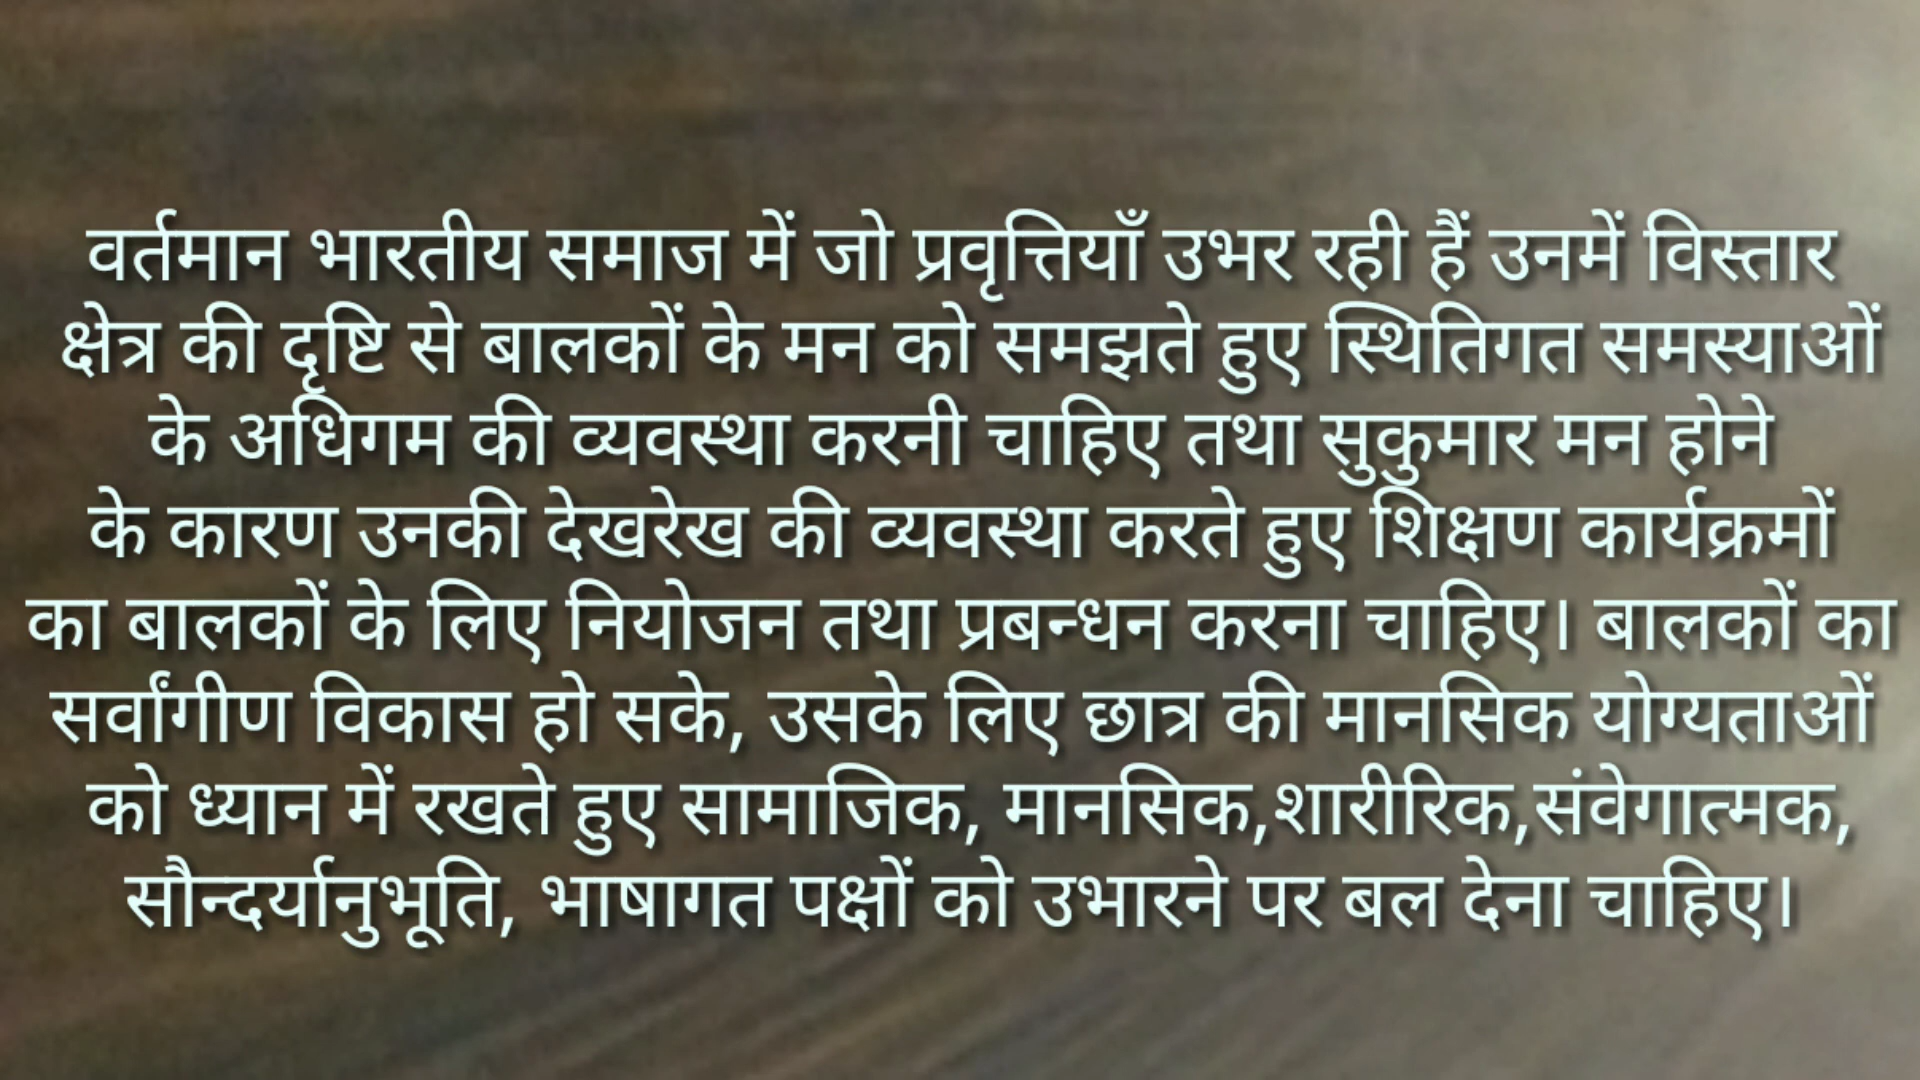 वर्तमान भारतीय समाज में जो प्रवृत्तियाँ उभर रही हैं उनमें विस्तार
क्षेत्र की दृष्टि से बालकों के मन को समझते हुए स्थितिगत समस्याओं
के अधिगम की व्यवस्था करनी चाहिए तथा सुकुमार मन होने
के कारण उनकी देखरेख की व्यवस्था करते हुए शिक्षण कार्यक्रमों
का बालकों के लिए नियोजन तथा प्रबन्धन करना चाहिए। बालकों का
सर्वांगीण विकास हो सके, उसके लिए छात्र की मानसिक योग्यताओं
को ध्यान में रखते हुए सामाजिक, मानसिक,शारीरिक,संवेगात्मक,
सौन्दर्यानुभूति, भाषागत पक्षों को उभारने पर बल देना चाहिए।